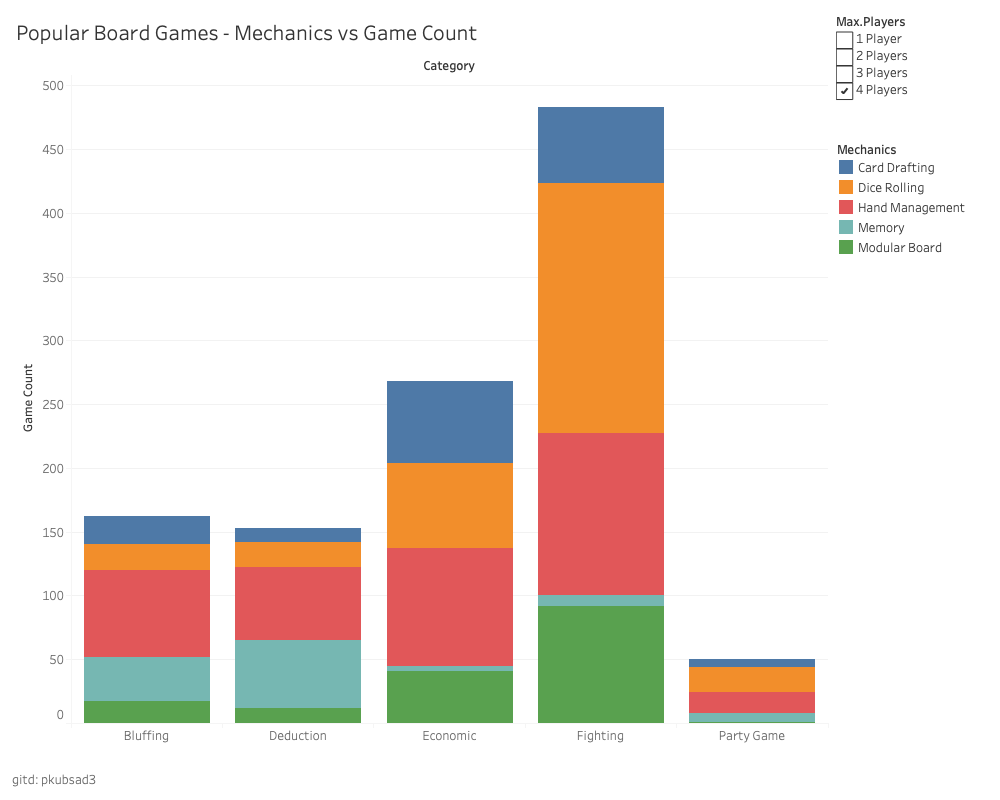 Popular Board Games - Mechanics vs Game Count
Category
Game Count
500
450
400
350
300
250
200
150
100
50
0
Bluffing
Deduction
Economic
Fighting
Party Game
Max.Players
1 Player
2 Players
3 Players
4 Players
Mechanics
Card Drafting
Dice Rolling
Hand Management
Memory
Modular Board
gitd: pkubsad3